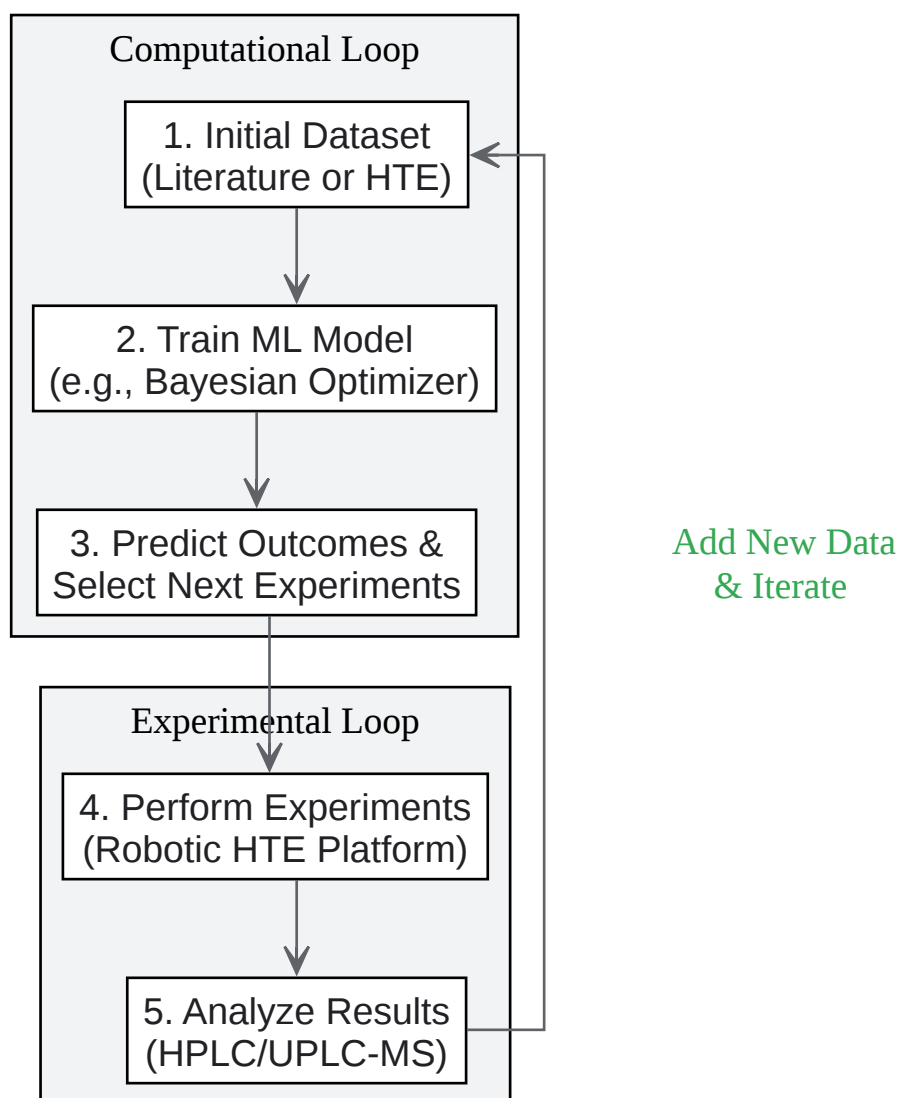 Computational Loop
1. Initial Dataset
(Literature or HTE)
2. Train ML Model
(e.g., Bayesian Optimizer)
3. Predict Outcomes &
Select Next Experiments
Add New Data
& Iterate
Experimental Loop
4. Perform Experiments
(Robotic HTE Platform)
5. Analyze Results
(HPLC/UPLC-MS)